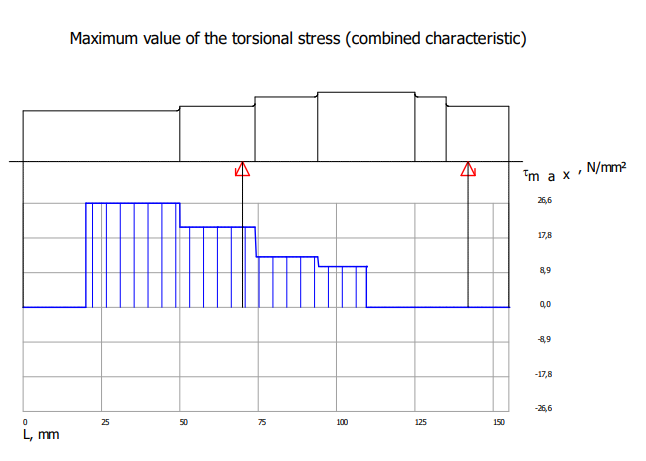 Maximum value of the torsional stress (combined characteristic)
τm a x , N/mm²
26,6
17,8
8,9
0,0
-8,9
-17,8
-26,6
0 25 50 75 100 125 150
L, mm